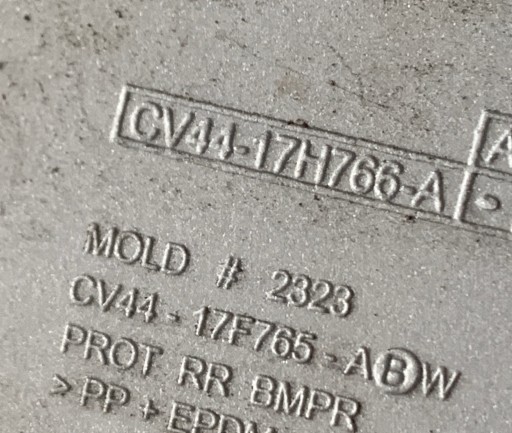 CV44-17H766-A A
-
MOLD # 2323
CV44 - 17F765 - ABW
PROT RR BMPR
> PP + EPDM